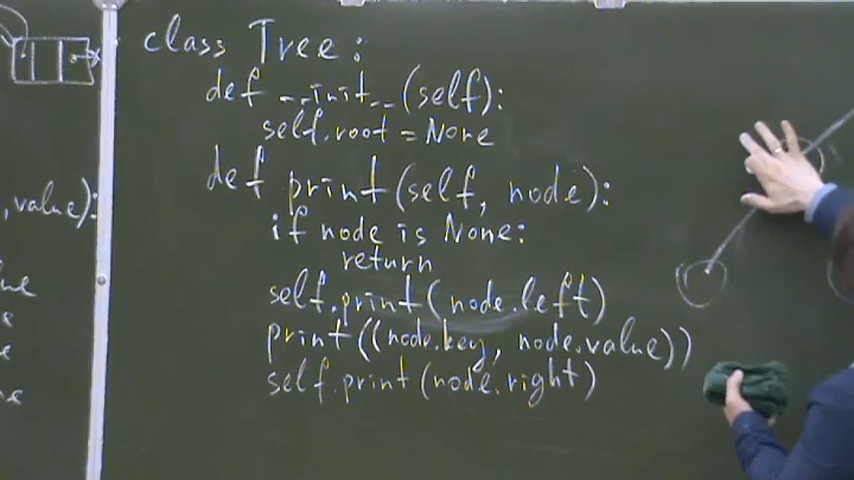 class Tree:
def __init__(self):
self.root = None
def print(self, node):
if node is None:
return
self.print(node.left)
print((node.key, node.value))
self.print(node.right)
, value):